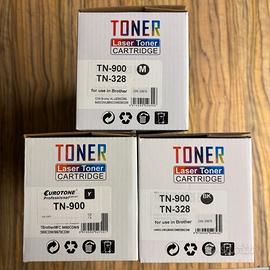 TONER
Laser Toner
CARTRIDGE
TN-900
TN-328
M
for use in Brother
TONER
Laser Toner
CARTRIDGE
EUROTONE
Professional
Y
TN-900
TONER
Laser Toner
CARTRIDGE
TN-900
TN-328
BK
for use in Brother